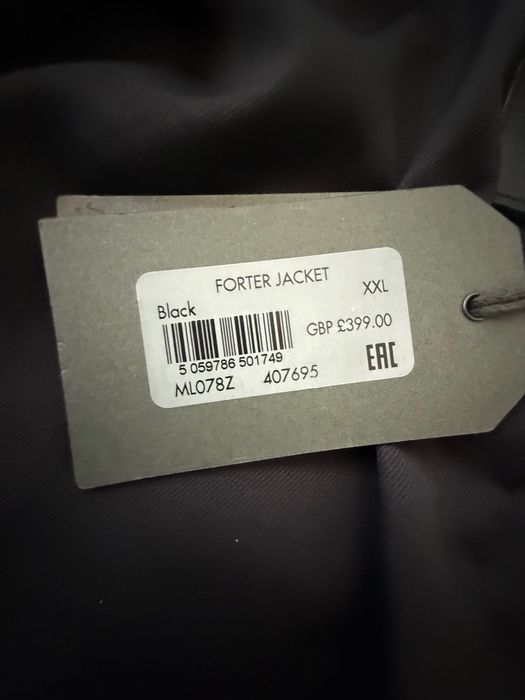 FORTER JACKET
Black XXL
GBP £399.00
5 059786 501749
ML078Z 407695
EAC